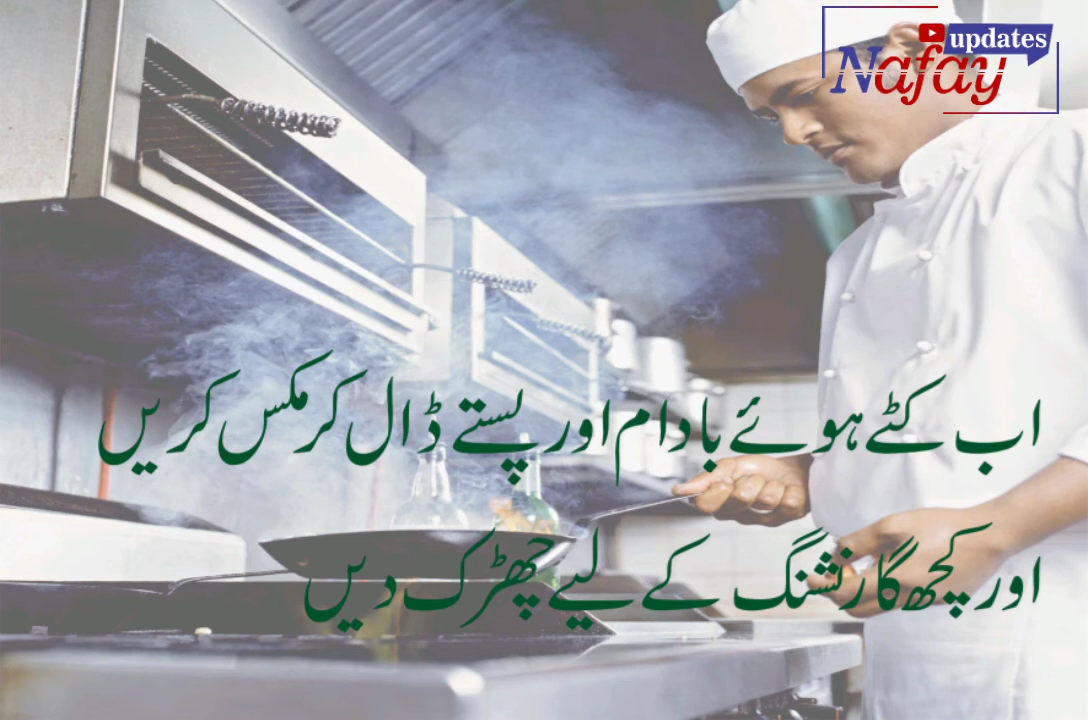 updates
Nafay
اب کٹے ہوئے بادام اور پستے ڈال کر مکس کریں
اور کچھ گارنشنگ کے لیے چھڑک دیں